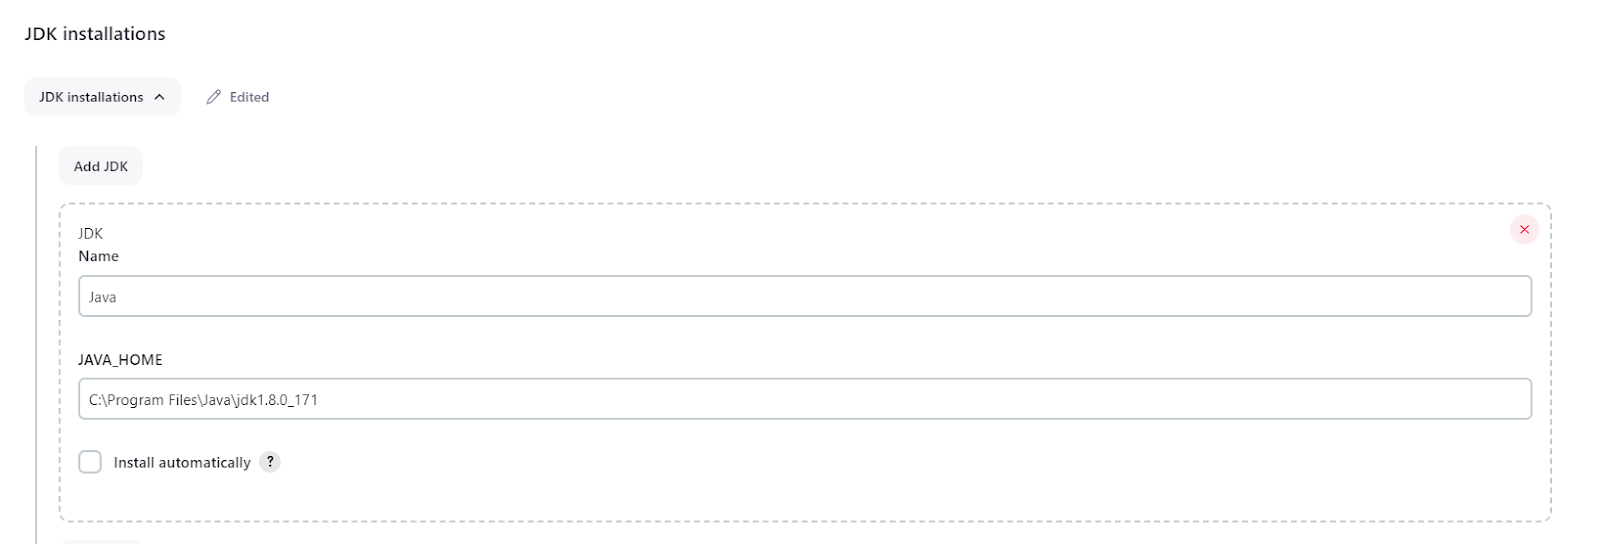 JDK installations
JDK installations
Edited
Add JDK
JDK
Name
Java
JAVA_HOME
C:\Program Files\Java\jdk1.8.0_171
Install automatically ?